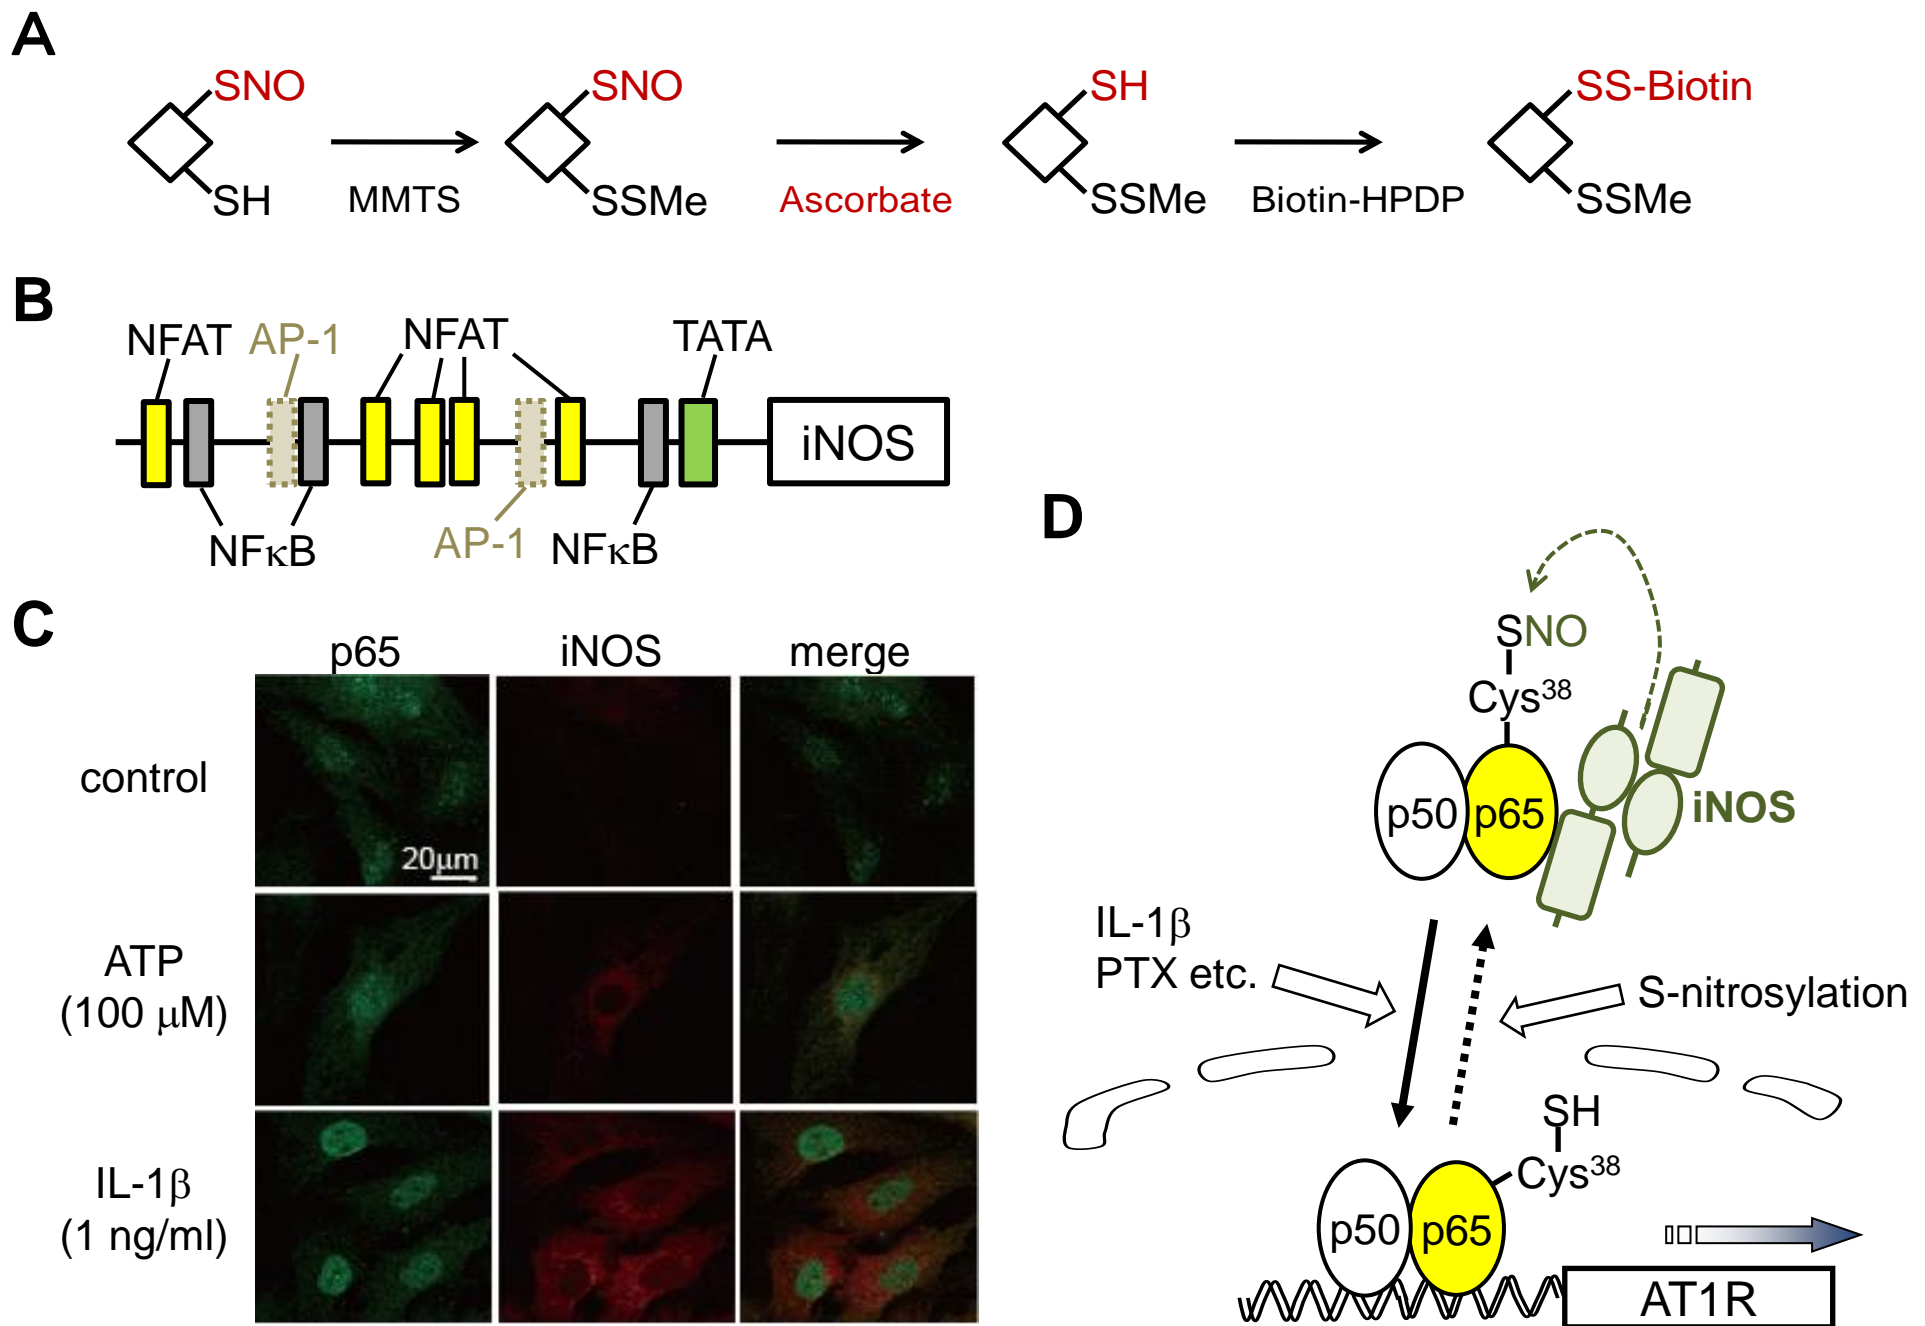 A
SNO
SH
MMTS
SNO
SSMe
Ascorbate
SH
SSMe
Biotin-HPDP
SS-Biotin
SSMe
B
NFAT
AP-1
NFAT
TATA
iNOS
NFκB
AP-1
NFκB
C
p65
iNOS
merge
control
20μm
ATP
(100 μM)
IL-1β
(1 ng/ml)
D
SNO
Cys38
p50
p65
iNOS
IL-1β
PTX etc.
S-nitrosylation
SH
Cys38
p50
p65
AT1R